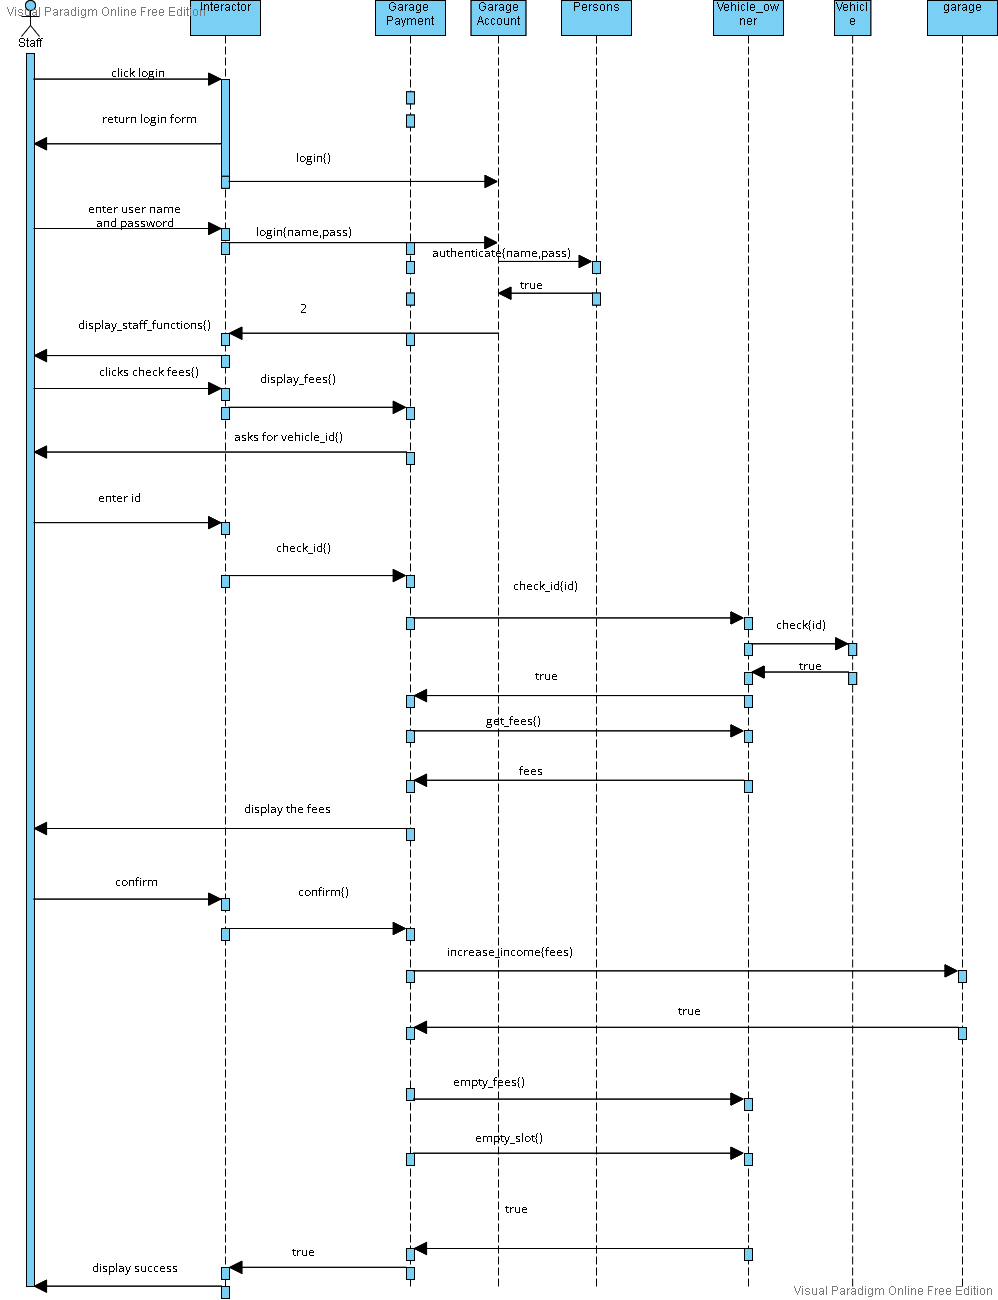 Visual Paradigm Online Free Edition
Staff
Interactor
Garage
Payment
Garage
Account
Persons
Vehicle_ow
ner
Vehicl
e
garage
click login
return login form
login()
enter user name
and password
login(name,pass)
authenticate(name,pass)
true
2
display_staff_functions()
clicks check fees()
display_fees()
asks for vehicle_id()
enter id
check_id()
check_id(id)
check(id)
true
true
get_fees()
fees
display the fees
confirm
confirm()
increase_income(fees)
true
empty_fees()
empty_slot()
true
true
display success
Visual Paradigm Online Free Edition